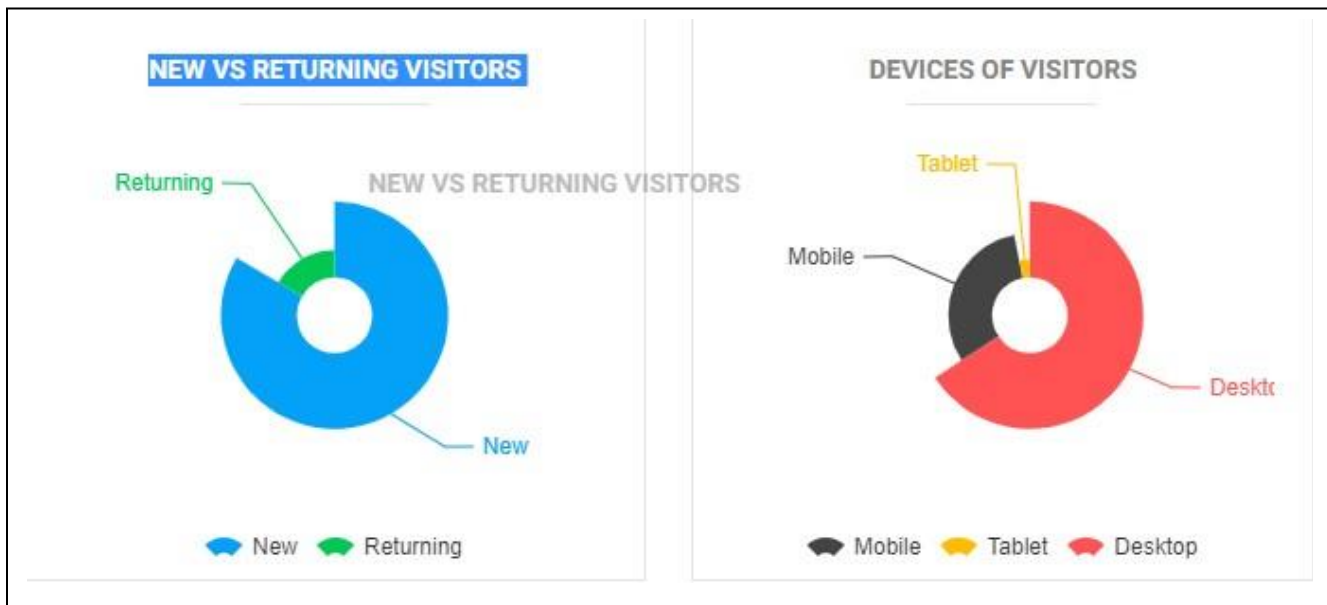 NEW VS RETURNING VISITORS
NEW VS RETURNING VISITORS
Returning
New
New
Returning
DEVICES OF VISITORS
Tablet
Mobile
Deskto
Mobile
Tablet
Desktop